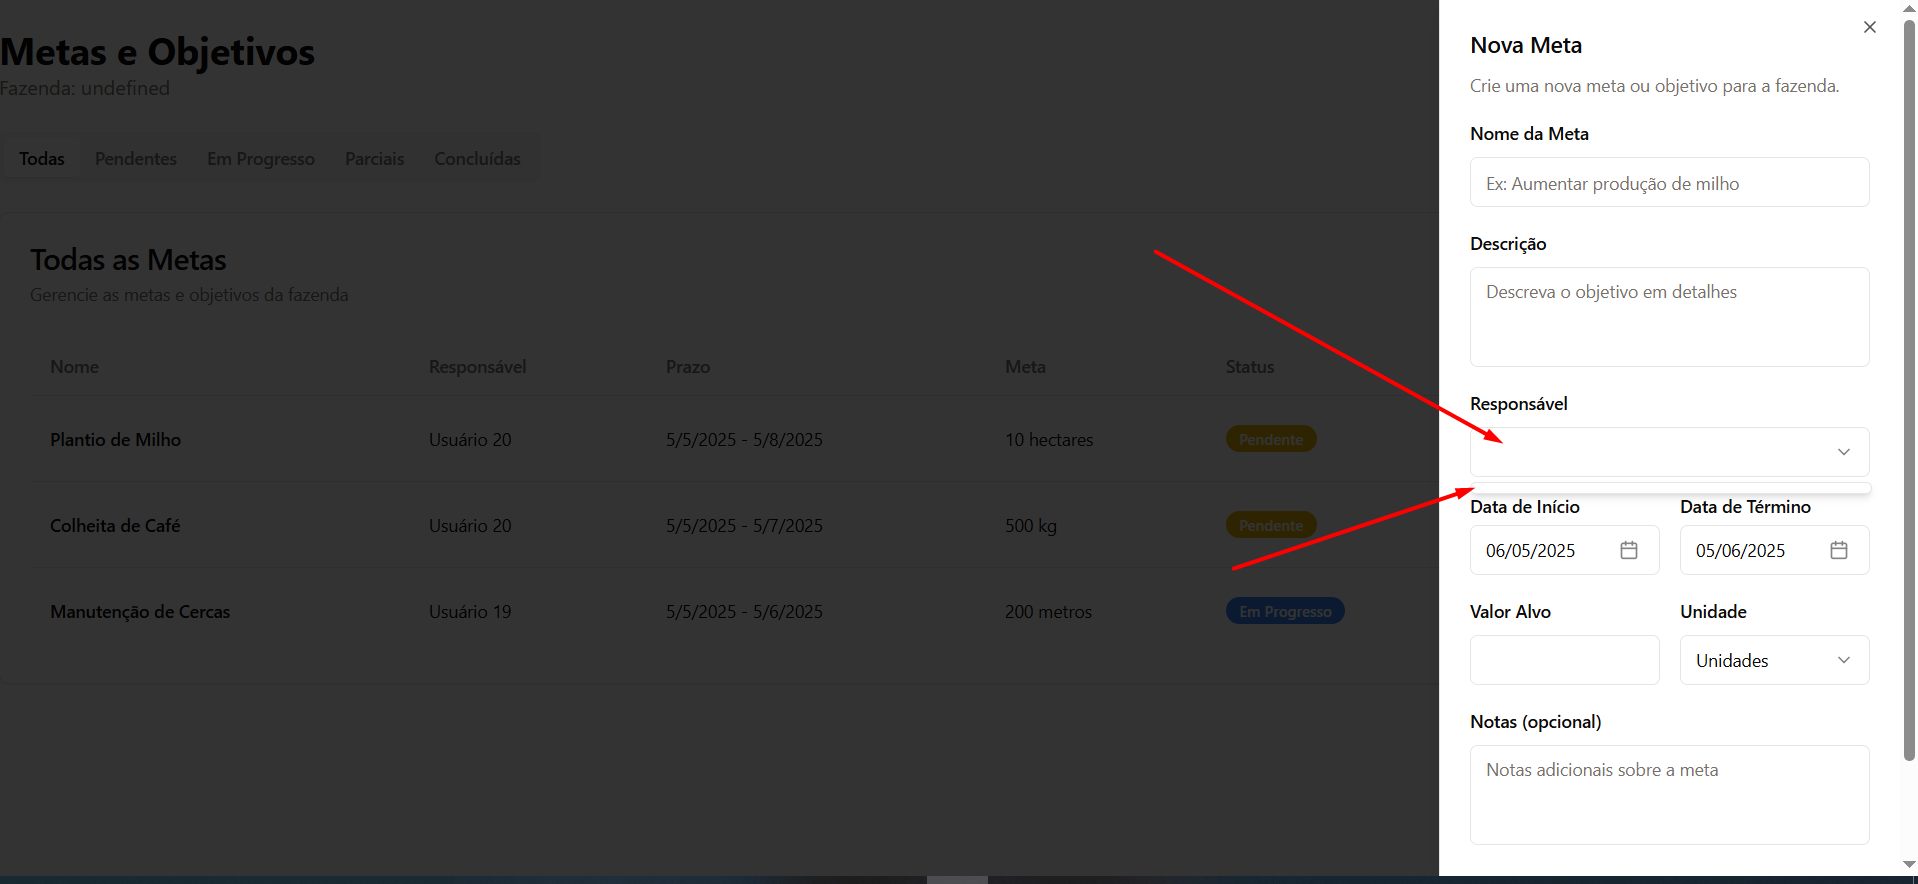 Metas e Objetivos
Fazenda: undefined
Todas Pendentes Em Progresso Parciais Concluídas
Todas as Metas
Gerencie as metas e objetivos da fazenda
Nome Responsável Prazo Meta Status
Plantio de Milho Usuário 20 5/5/2025 - 5/8/2025 10 hectares Pendente
Colheita de Café Usuário 20 5/5/2025 - 5/7/2025 500 kg Pendente
Manutenção de Cercas Usuário 19 5/5/2025 - 5/6/2025 200 metros Em Progresso
Nova Meta
Crie uma nova meta ou objetivo para a fazenda.
Nome da Meta
Ex: Aumentar produção de milho
Descrição
Descreva o objetivo em detalhes
Responsável
Data de Início Data de Término
06/05/2025 05/06/2025
Valor Alvo Unidade
Unidades
Notas (opcional)
Notas adicionais sobre a meta